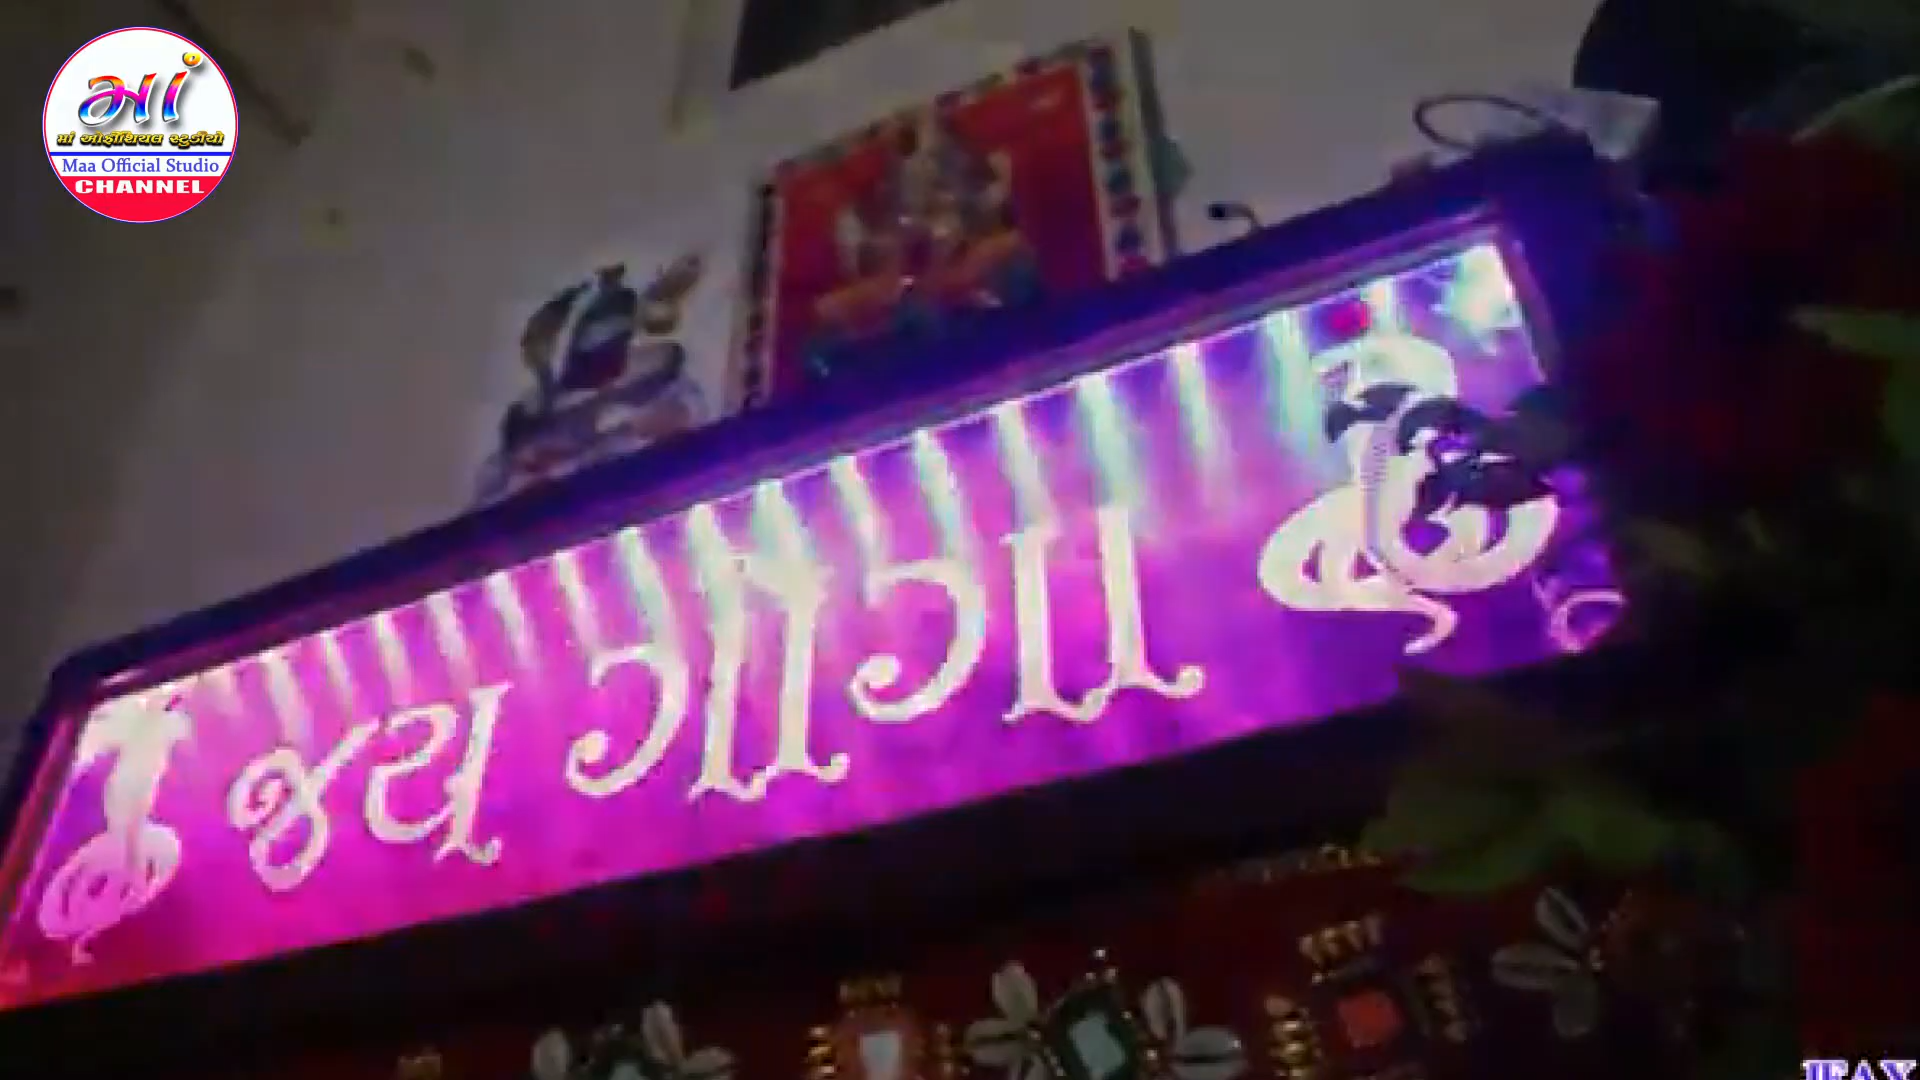 માં
માં ઓફીશિયલ સ્ટુડીયો
Maa Official Studio
CHANNEL
જય ગોગા